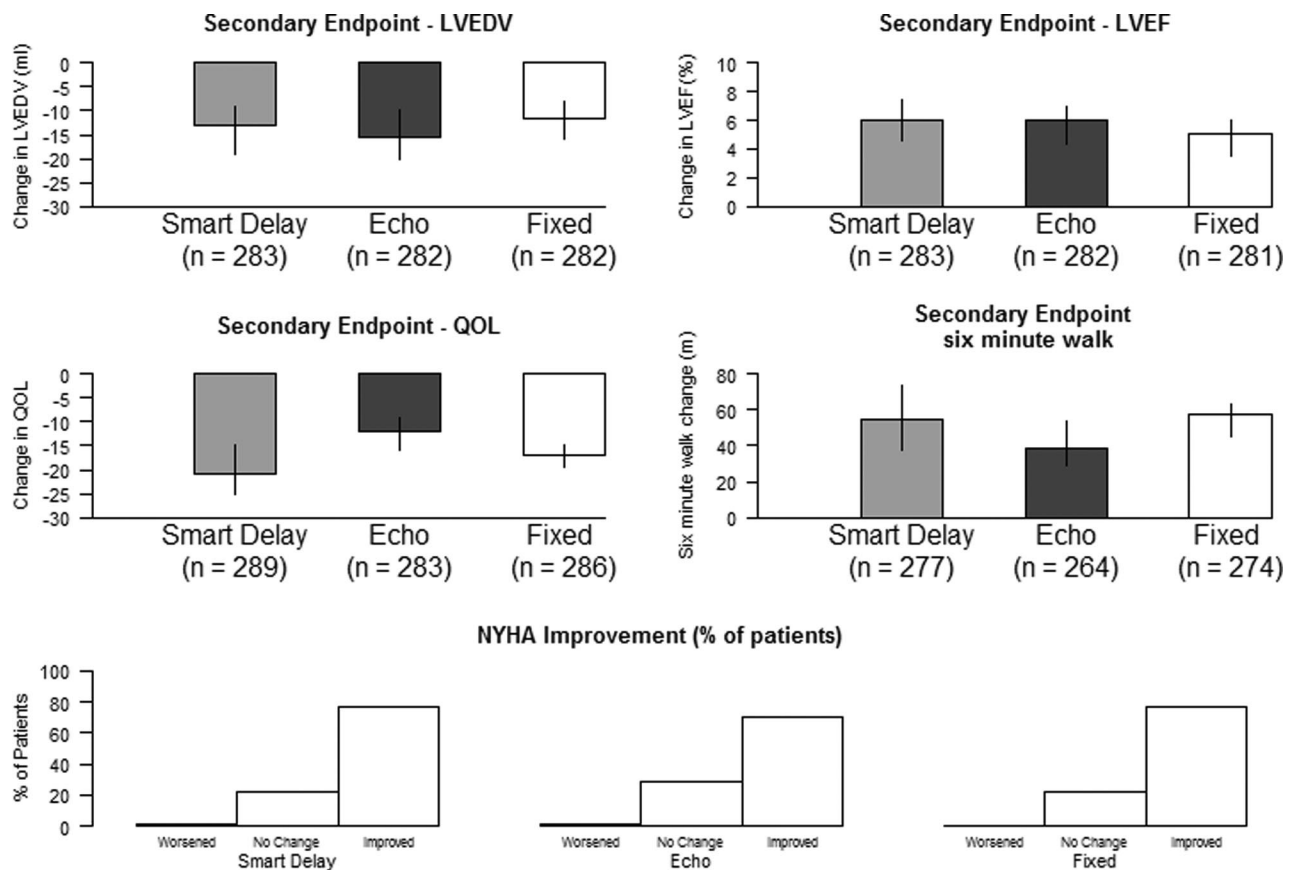 Secondary Endpoint - LVEDV
Change in LVEDV (ml)
0
-5
-10
-15
-20
-25
-30
Smart Delay Echo Fixed
(n = 283) (n = 282) (n = 282)
Secondary Endpoint - LVEF
Change in LVEF (%)
10
8
6
4
2
0
Smart Delay Echo Fixed
(n = 283) (n = 282) (n = 281)
Secondary Endpoint - QOL
Change in QOL
0
-5
-10
-15
-20
-25
-30
Smart Delay Echo Fixed
(n = 289) (n = 283) (n = 286)
Secondary Endpoint
six minute walk
Six minute walk change (m)
80
60
40
20
0
Smart Delay Echo Fixed
(n = 277) (n = 264) (n = 274)
NYHA Improvement (% of patients)
% of Patients
100
80
60
40
20
0
Worsened No Change Improved Worsened No Change Improved Worsened No Change Improved
Smart Delay Echo Fixed